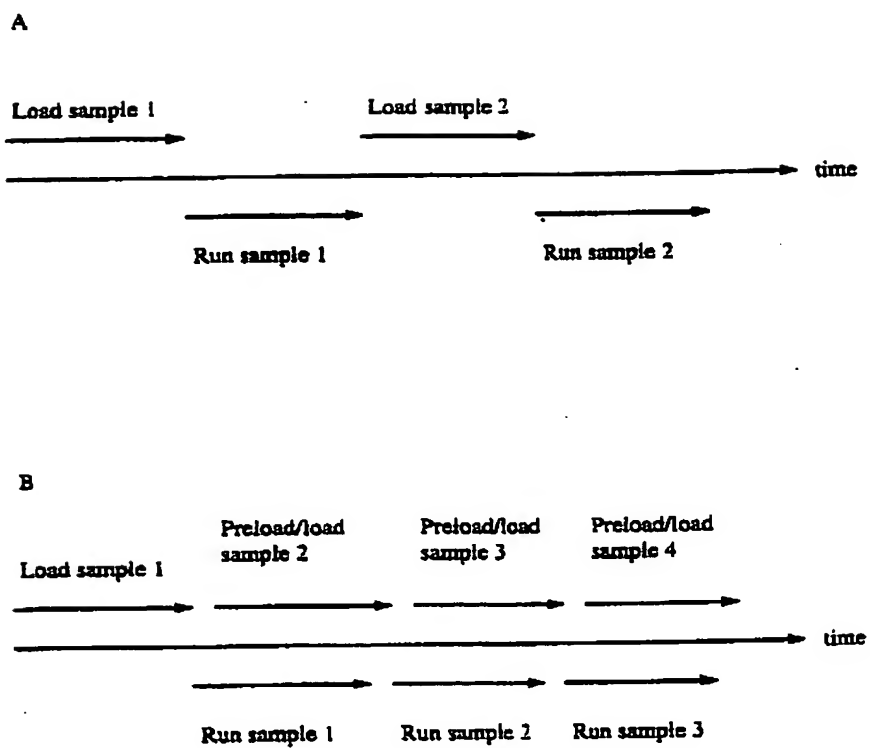 A
Load sample 1
Load sample 2
time
Run sample 1
Run sample 2
B
Preload/load
sample 2
Preload/load
sample 3
Preload/load
sample 4
Load sample 1
time
Run sample 1
Run sample 2
Run sample 3